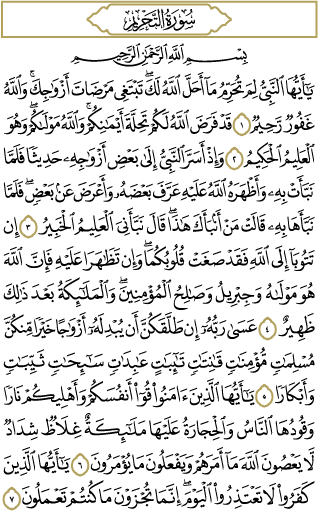 سُورَةُ التَّحْرِيمِ
بِسْمِ اللَّهِ الرَّحْمَٰنِ الرَّحِيمِ
يَٰٓأَيُّهَا ٱلنَّبِىُّ لِمَ تُحَرِّمُ مَآ أَحَلَّ ٱللَّهُ لَكَۖ تَبْتَغِى مَرْضَاتَ أَزْوَٰجِكَۚ وَٱللَّهُ
غَفُورٌ رَّحِيمٌ ١ قَدْ فَرَضَ ٱللَّهُ لَكُمْ تَحِلَّةَ أَيْمَٰنِكُمْۚ وَٱللَّهُ مَوْلَىٰكُمْۖ وَهُوَ
ٱلْعَلِيمُ ٱلْحَكِيمُ ٢ وَإِذْ أَسَرَّ ٱلنَّبِىُّ إِلَىٰ بَعْضِ أَزْوَٰجِهِۦ حَدِيثًا فَلَمَّا
نَبَّأَتْ بِهِۦ وَأَظْهَرَهُ ٱللَّهُ عَلَيْهِ عَرَّفَ بَعْضَهُۥ وَأَعْرَضَ عَنۢ بَعْضٍۖ فَلَمَّا
نَبَّأَهَا بِهِۦ قَالَتْ مَنْ أَنۢبَأَكَ هَٰذَاۖ قَالَ نَبَّأَنِىَ ٱلْعَلِيمُ ٱلْخَبِيرُ ٣ إِن
تَتُوبَآ إِلَى ٱللَّهِ فَقَدْ صَغَتْ قُلُوبُكُمَاۖ وَإِن تَظَٰهَرَا عَلَيْهِ فَإِنَّ ٱللَّهَ
هُوَ مَوْلَىٰهُ وَجِبْرِيلُ وَصَٰلِحُ ٱلْمُؤْمِنِينَۖ وَٱلْمَلَٰٓئِكَةُ بَعْدَ ذَٰلِكَ
ظَهِيرٌ ٤ عَسَىٰ رَبُّهُۥٓ إِن طَلَّقَكُنَّ أَن يُبْدِلَهُۥٓ أَزْوَٰجًا خَيْرًا مِّنكُنَّ
مُسْلِمَٰتٍ مُّؤْمِنَٰتٍ قَٰنِتَٰتٍ تَٰٓئِبَٰتٍ عَٰبِدَٰتٍ سَٰٓئِحَٰتٍ ثَيِّبَٰتٍ
وَأَبْكَارًا ٥ يَٰٓأَيُّهَا ٱلَّذِينَ ءَامَنُوا۟ قُوٓا۟ أَنفُسَكُمْ وَأَهْلِيكُمْ نَارًا
وَقُودُهَا ٱلنَّاسُ وَٱلْحِجَارَةُ عَلَيْهَا مَلَٰٓئِكَةٌ غِلَاظٌ شِدَادٌ
لَّا يَعْصُونَ ٱللَّهَ مَآ أَمَرَهُمْ وَيَفْعَلُونَ مَا يُؤْمَرُونَ ٦ يَٰٓأَيُّهَا ٱلَّذِينَ
كَفَرُوا۟ لَا تَعْتَذِرُوا۟ ٱلْيَوْمَۖ إِنَّمَا تُجْزَوْنَ مَا كُنتُمْ تَعْمَلُونَ ٧